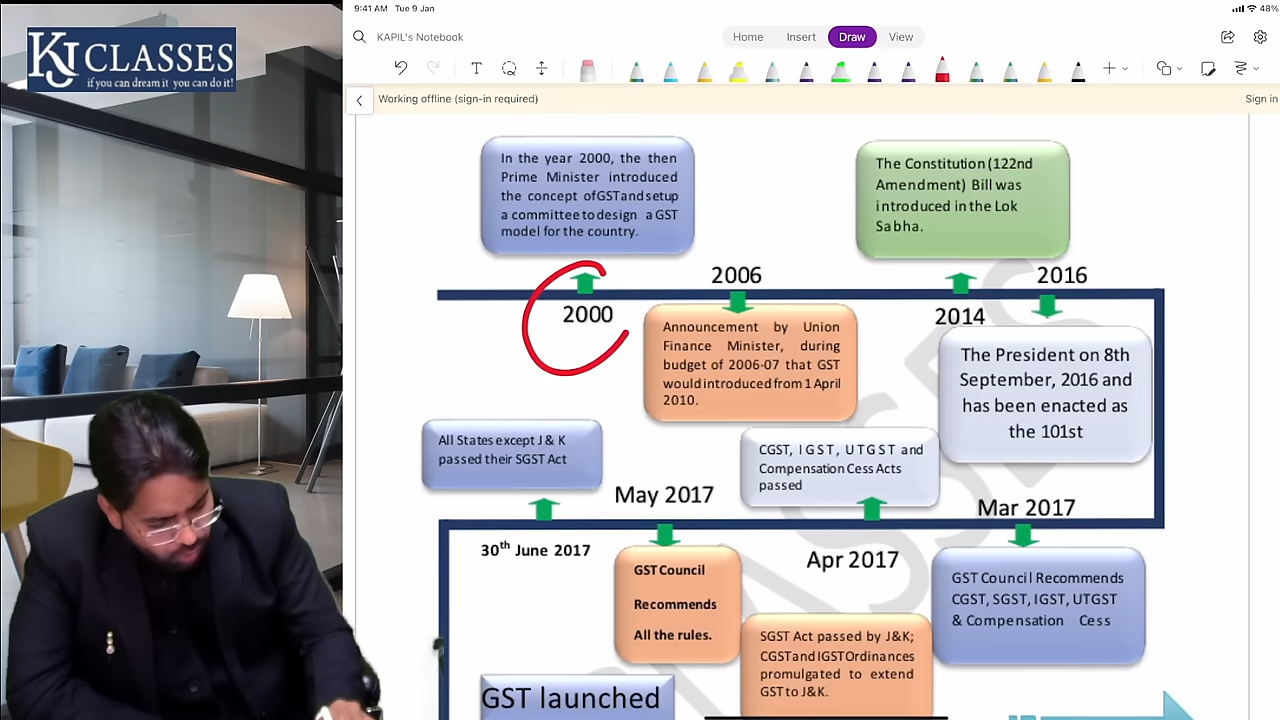 KJ CLASSES
if you can dream it you can do it!
9:41 AM Tue 9 Jan
48%
KAPIL's Notebook
Home Insert Draw View
Working offline (sign-in required)
Sign in
In the year 2000, the then
Prime Minister introduced
the concept of GST and setup
a committee to design a GST
model for the country.
The Constitution (122nd
Amendment) Bill was
introduced in the Lok
Sabha.
2006
2016
2000
2014
Announcement by Union
Finance Minister, during
budget of 2006-07 that GST
would introduced from 1 April
2010.
The President on 8th
September, 2016 and
has been enacted as
the 101st
All States except J & K
passed their SGST Act
CGST, IGST, UTGST and
Compensation Cess Acts
passed
May 2017
Mar 2017
30th June 2017
Apr 2017
GST Council
Recommends
All the rules.
GST Council Recommends
CGST, SGST, IGST, UTGST
& Compensation Cess
SGST Act passed by J&K;
CGST and IGST Ordinances
promulgated to extend
GST to J&K.
GST launched